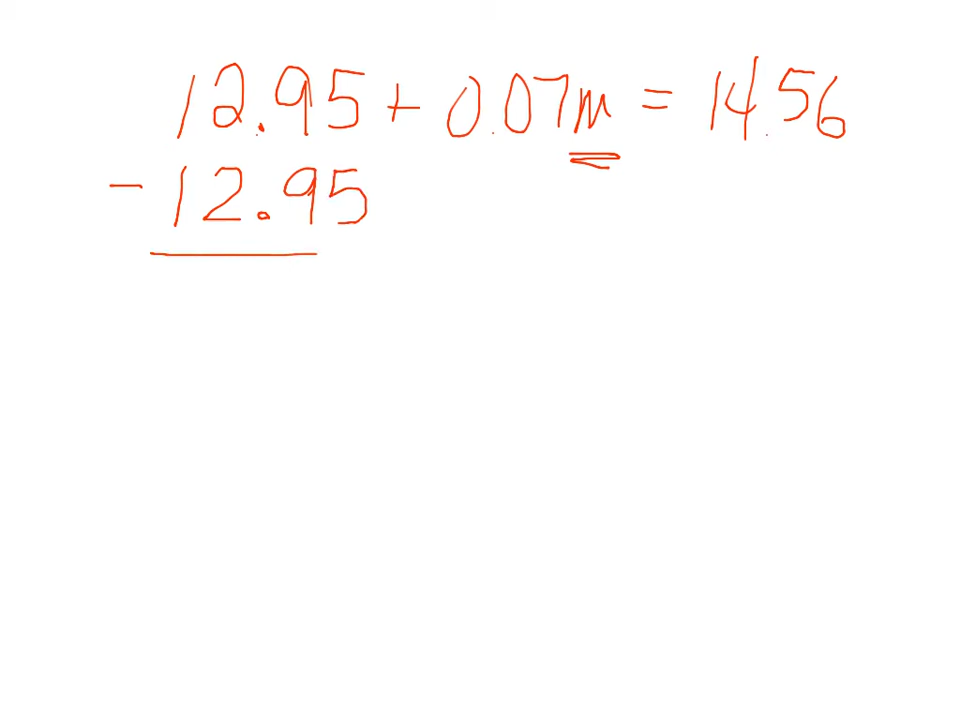 12.95 + 0.07m = 14.56
- 12.95